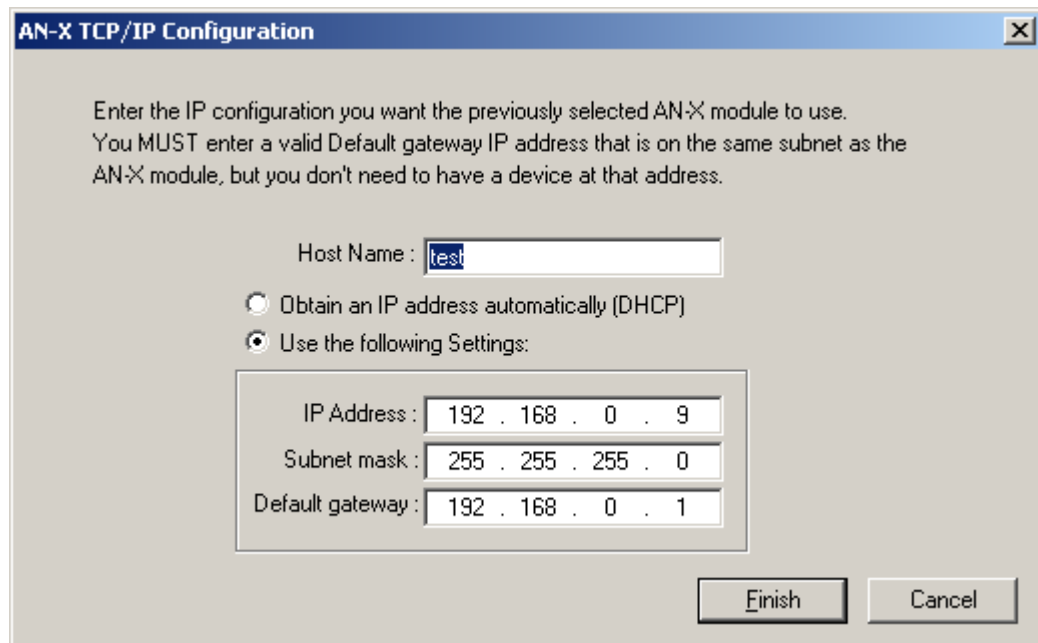 AN-X TCP/IP Configuration
Enter the IP configuration you want the previously selected AN-X module to use.
You MUST enter a valid Default gateway IP address that is on the same subnet as the
AN-X module, but you don't need to have a device at that address.
Host Name : test
Obtain an IP address automatically (DHCP)
Use the following Settings:
IP Address : 192 . 168 . 0 . 9
Subnet mask : 255 . 255 . 255 . 0
Default gateway : 192 . 168 . 0 . 1
Finish Cancel